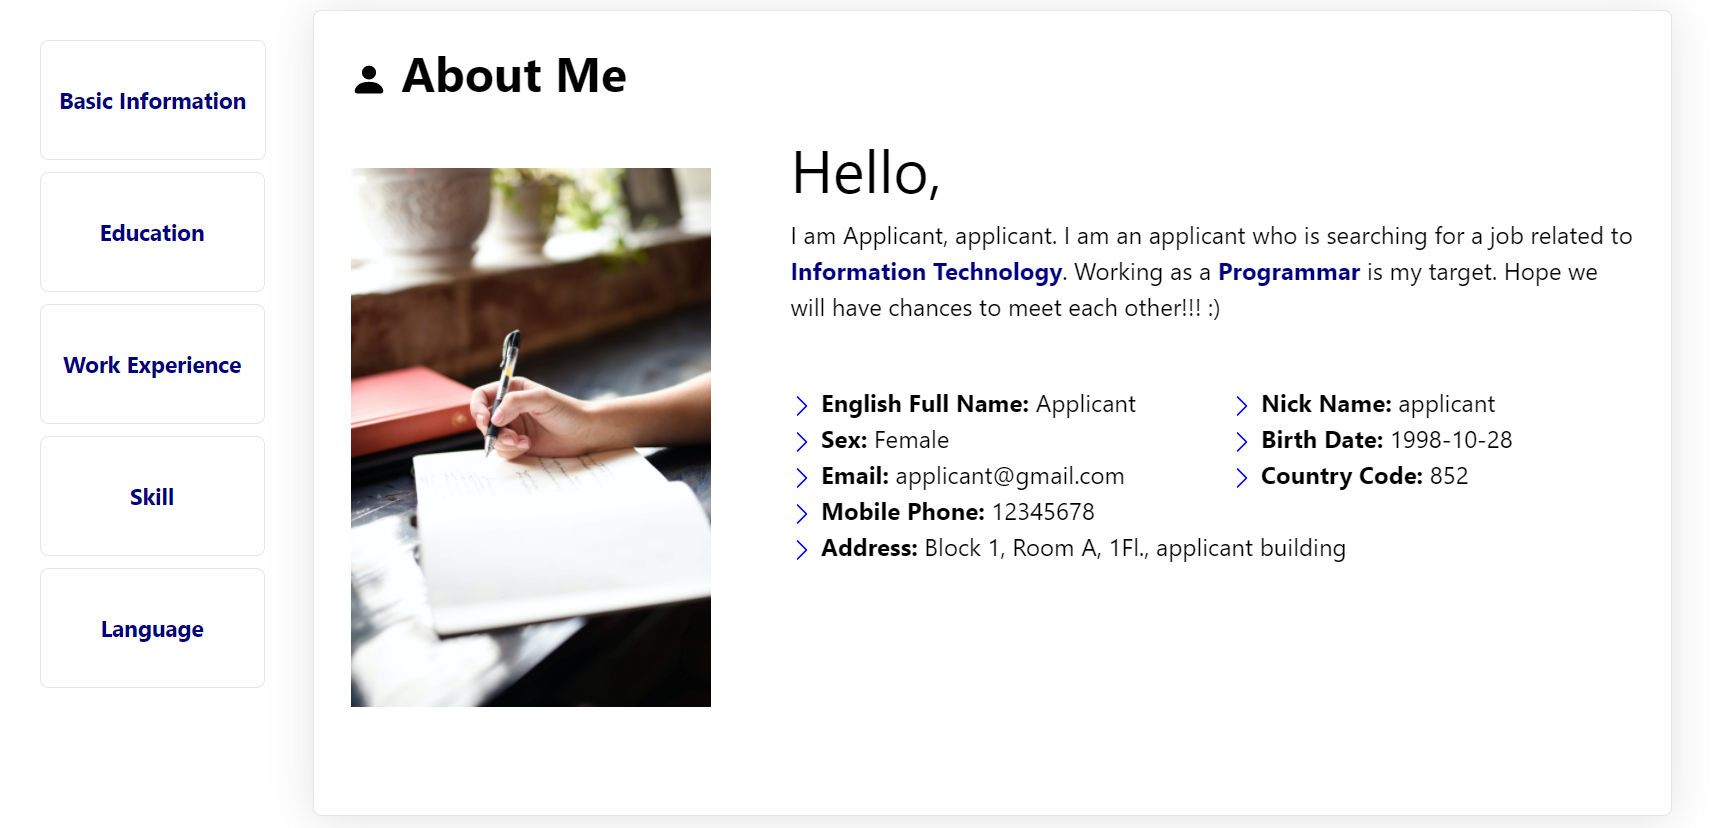 Basic Information
Education
Work Experience
Skill
Language
About Me
Hello,
I am Applicant, applicant. I am an applicant who is searching for a job related to
Information Technology. Working as a Programmar is my target. Hope we
will have chances to meet each other!!! :)
English Full Name: Applicant
Nick Name: applicant
Sex: Female
Birth Date: 1998-10-28
Email: applicant@gmail.com
Country Code: 852
Mobile Phone: 12345678
Address: Block 1, Room A, 1Fl., applicant building